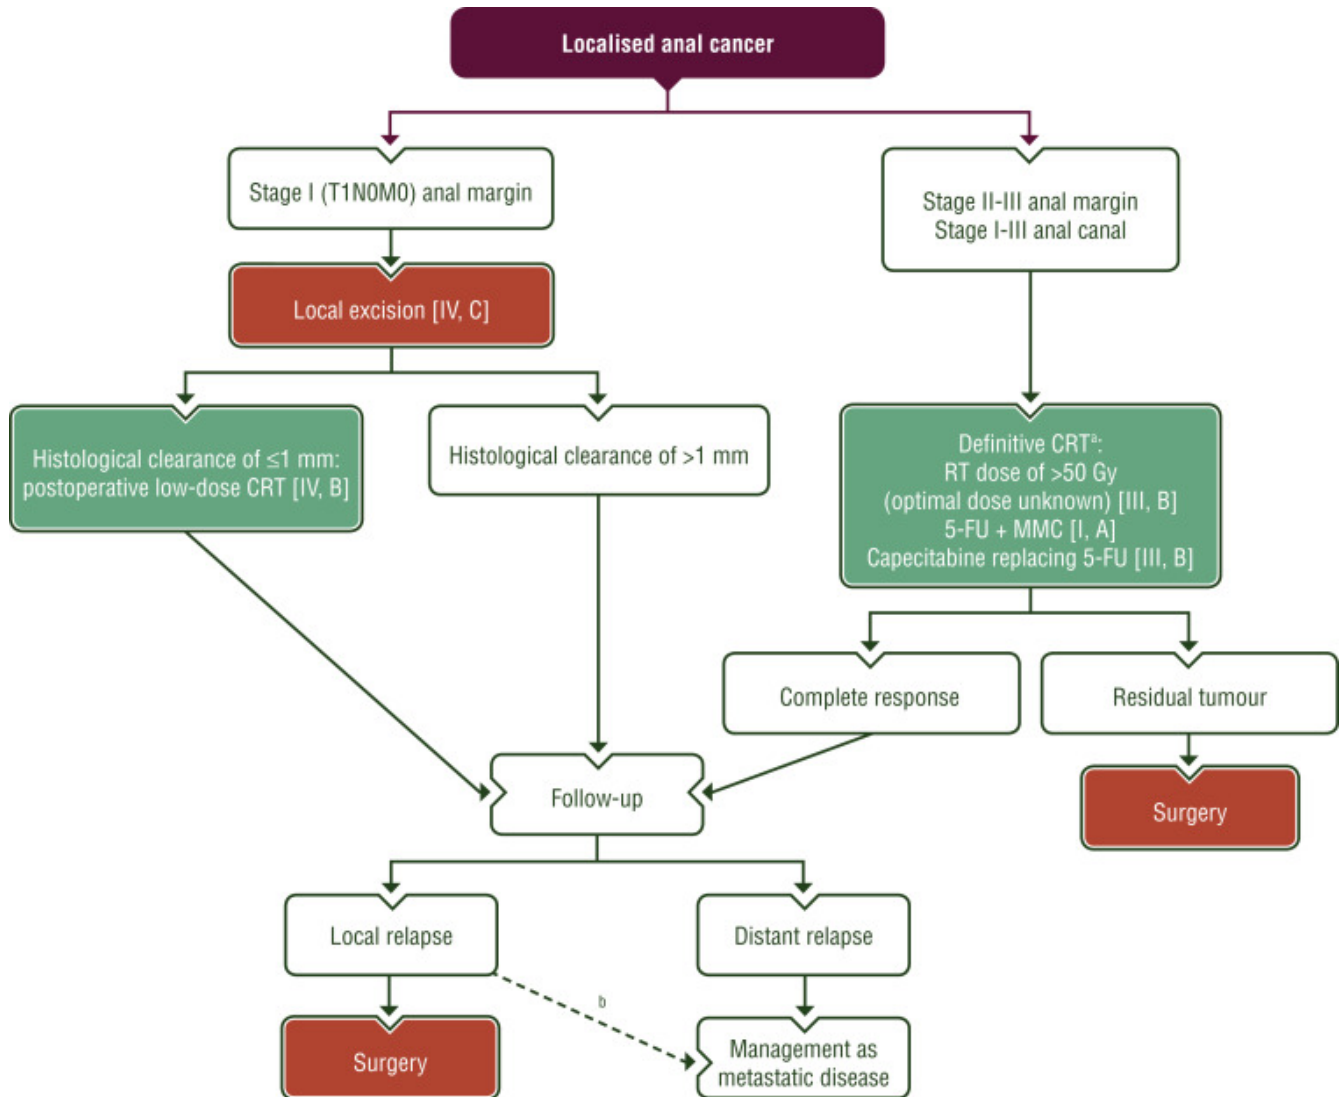 Localised anal cancer
Stage I (T1N0M0) anal margin
Stage II-III anal margin
Stage I-III anal canal
Local excision [IV, C]
Histological clearance of ≤1 mm:
postoperative low-dose CRT [IV, B]
Histological clearance of >1 mm
Definitive CRTª:
RT dose of >50 Gy
(optimal dose unknown) [III, B]
5-FU + MMC [I, A]
Capecitabine replacing 5-FU [III, B]
Complete response
Residual tumour
Follow-up
Surgery
Local relapse
Distant relapse
b
Surgery
Management as
metastatic disease